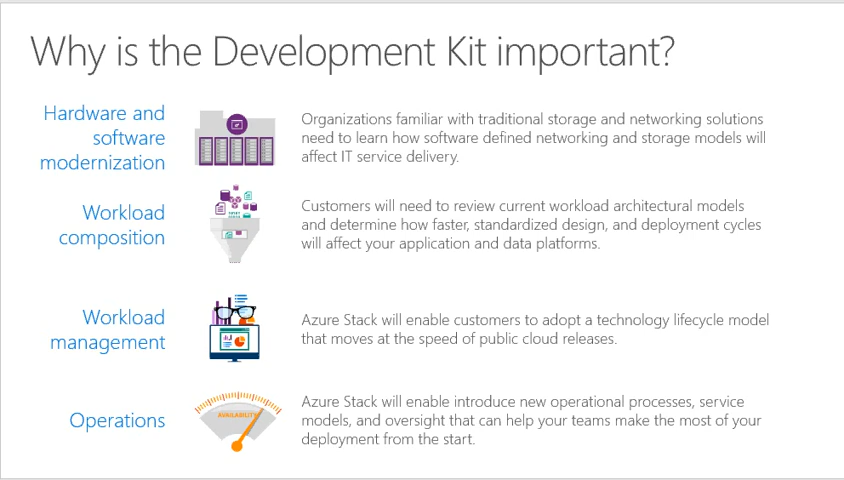 Why is the Development Kit important?
Hardware and
software
modernization
Organizations familiar with traditional storage and networking solutions
need to learn how software defined networking and storage models will
affect IT service delivery.
Workload
composition
Customers will need to review current workload architectural models
and determine how faster, standardized design, and deployment cycles
will affect your application and data platforms.
Workload
management
Azure Stack will enable customers to adopt a technology lifecycle model
that moves at the speed of public cloud releases.
Operations
AVAILABILITY
Azure Stack will enable introduce new operational processes, service
models, and oversight that can help your teams make the most of your
deployment from the start.